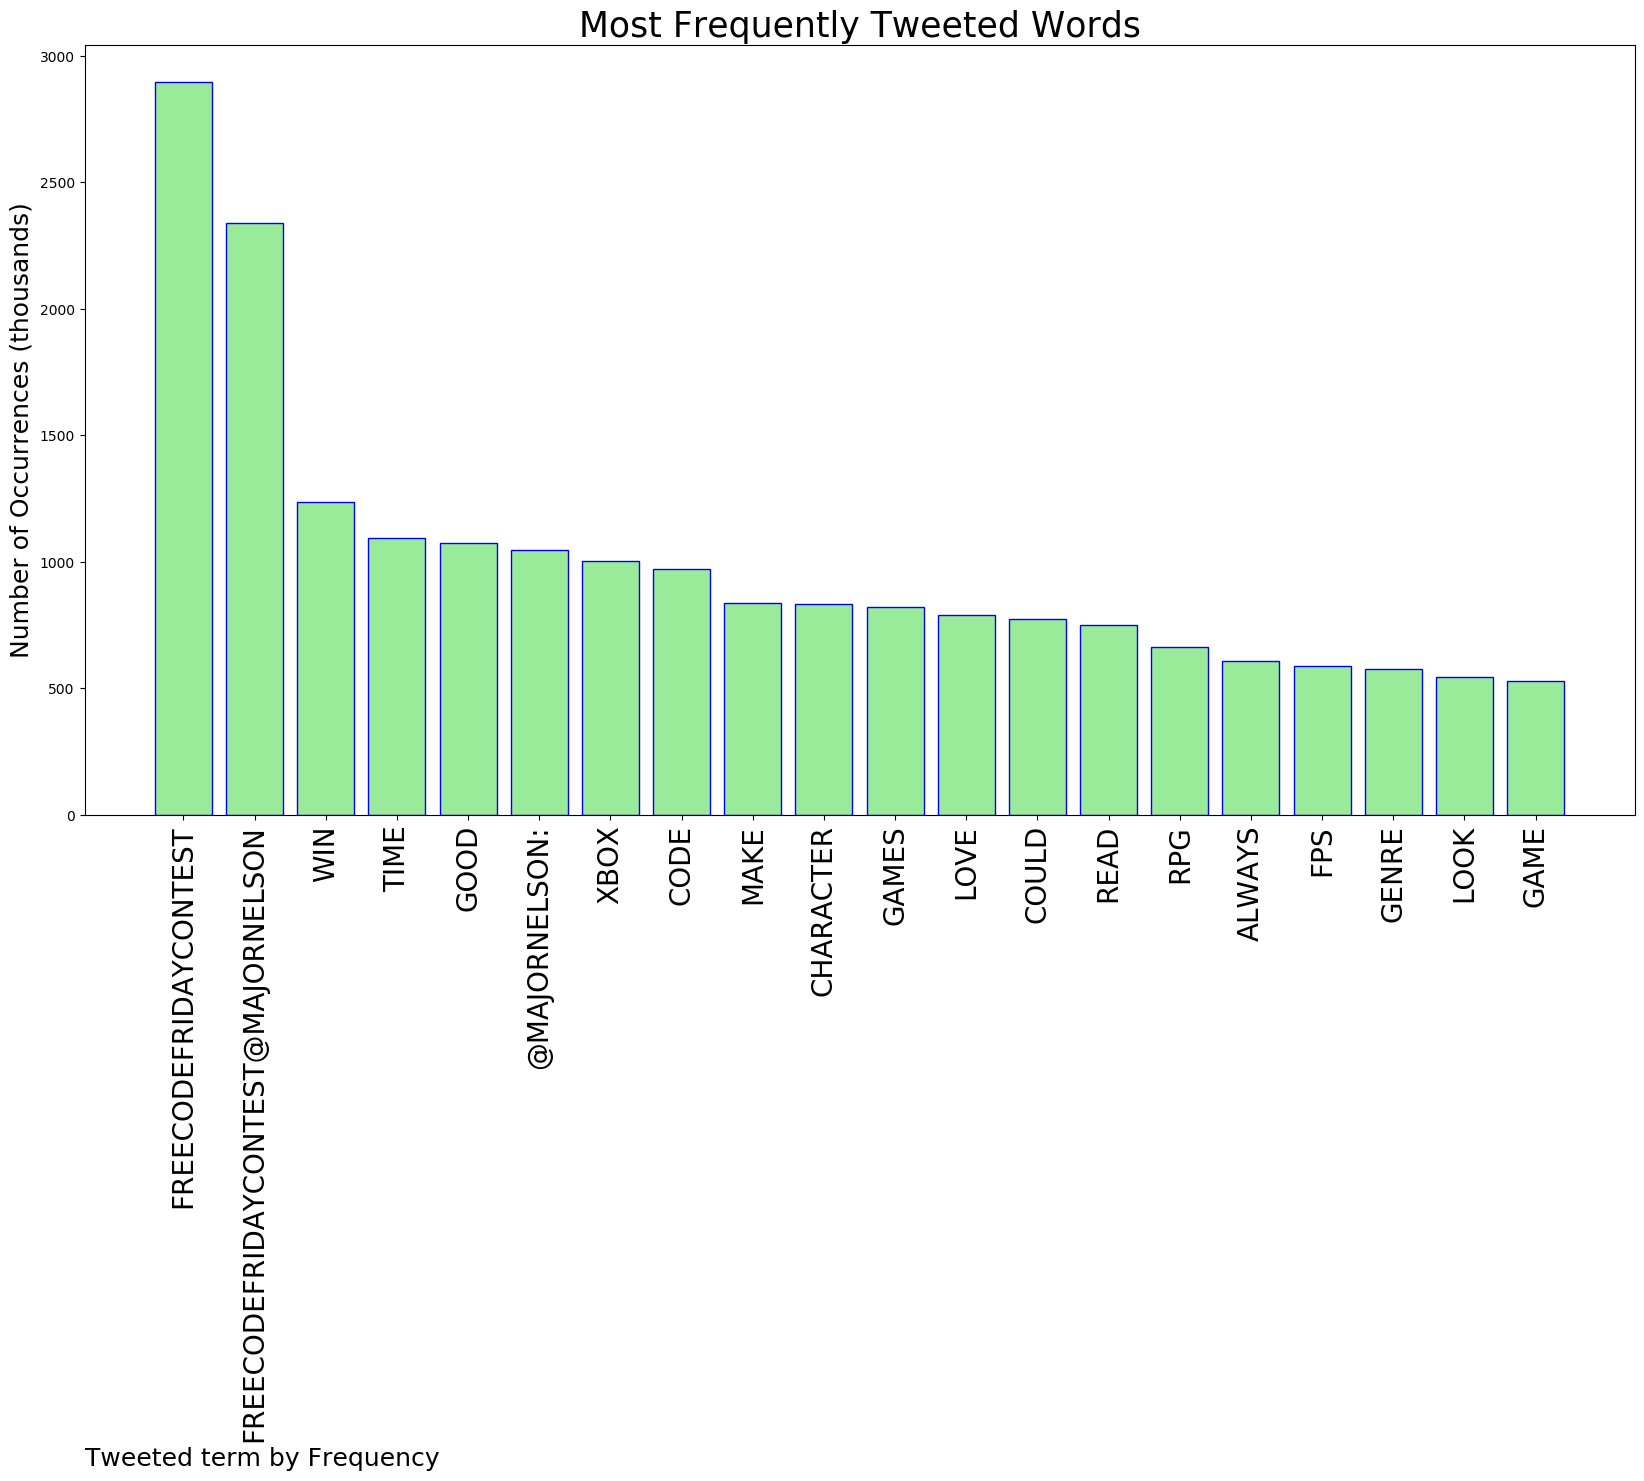 Most Frequently Tweeted Words
Number of Occurrences (thousands)
3000
2500
2000
1500
1000
500
0
FREECODEFRIDAYCONTEST
FREECODEFRIDAYCONTEST@MAJORNELSON
WIN
TIME
GOOD
@MAJORNELSON:
XBOX
CODE
MAKE
CHARACTER
GAMES
LOVE
COULD
READ
RPG
ALWAYS
FPS
GENRE
LOOK
GAME
Tweeted term by Frequency